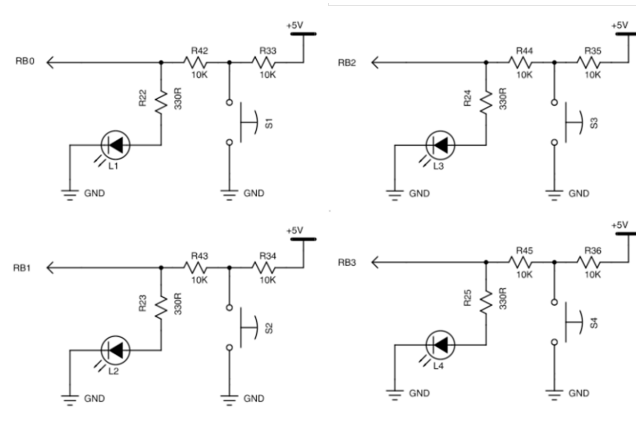 +5V
RB0
R42
10K
R33
10K
R22
330R
S1
L1
GND
GND
+5V
RB2
R44
10K
R35
10K
R24
330R
S3
L3
GND
GND
+5V
RB1
R43
10K
R34
10K
R23
330R
S2
L2
GND
GND
+5V
RB3
R45
10K
R36
10K
R25
330R
S4
L4
GND
GND